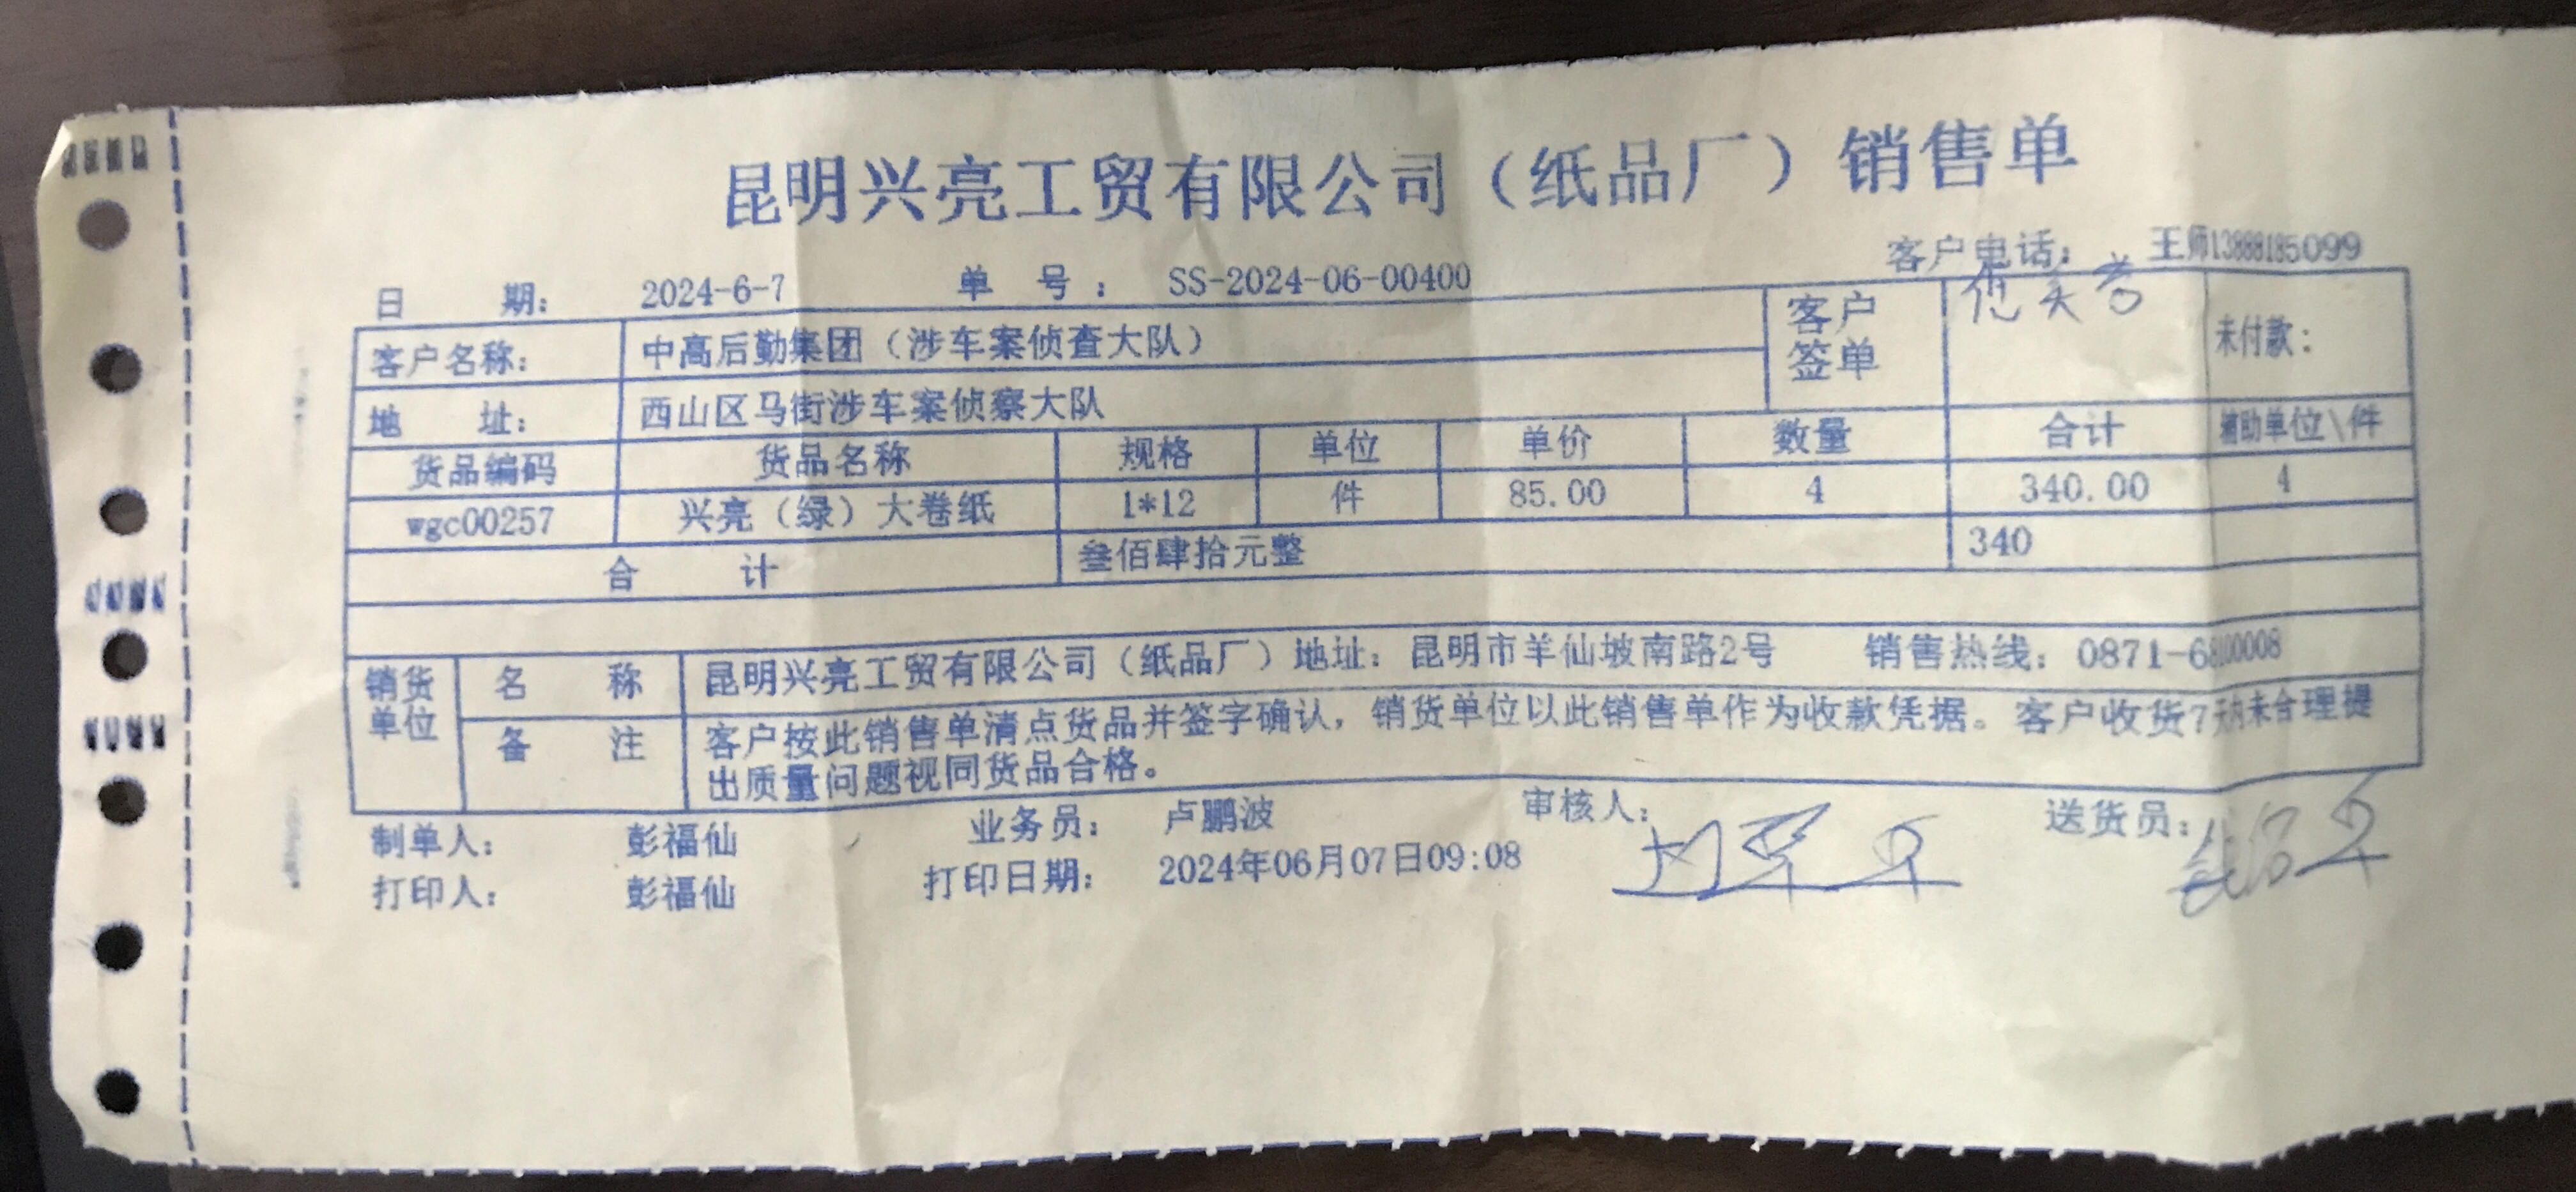 昆明兴亮工贸有限公司（纸品厂）销售单
客户电话： 王师13888185099
日 期： 2024-6-7 单 号： SS-2024-06-00400
客户名称： 中高后勤集团（涉车案侦查大队） 客户签单 未付款：
地 址： 西山区马街涉车案侦察大队
货品编码 货品名称 规格 单位 单价 数量 合计 辅助单位\件
wgc00257 兴亮（绿）大卷纸 1*12 件 85.00 4 340.00 4
合 计 叁佰肆拾元整 340
销货单位 名 称 昆明兴亮工贸有限公司（纸品厂）地址：昆明市羊仙坡南路2号 销售热线：0871-68100008
备 注 客户按此销售单清点货品并签字确认，销货单位以此销售单作为收款凭据。客户收货7天内未合理提
出质量问题视同货品合格。
制单人： 彭福仙 业务员： 卢鹏波 审核人： 送货员：
打印人： 彭福仙 打印日期： 2024年06月07日09:08